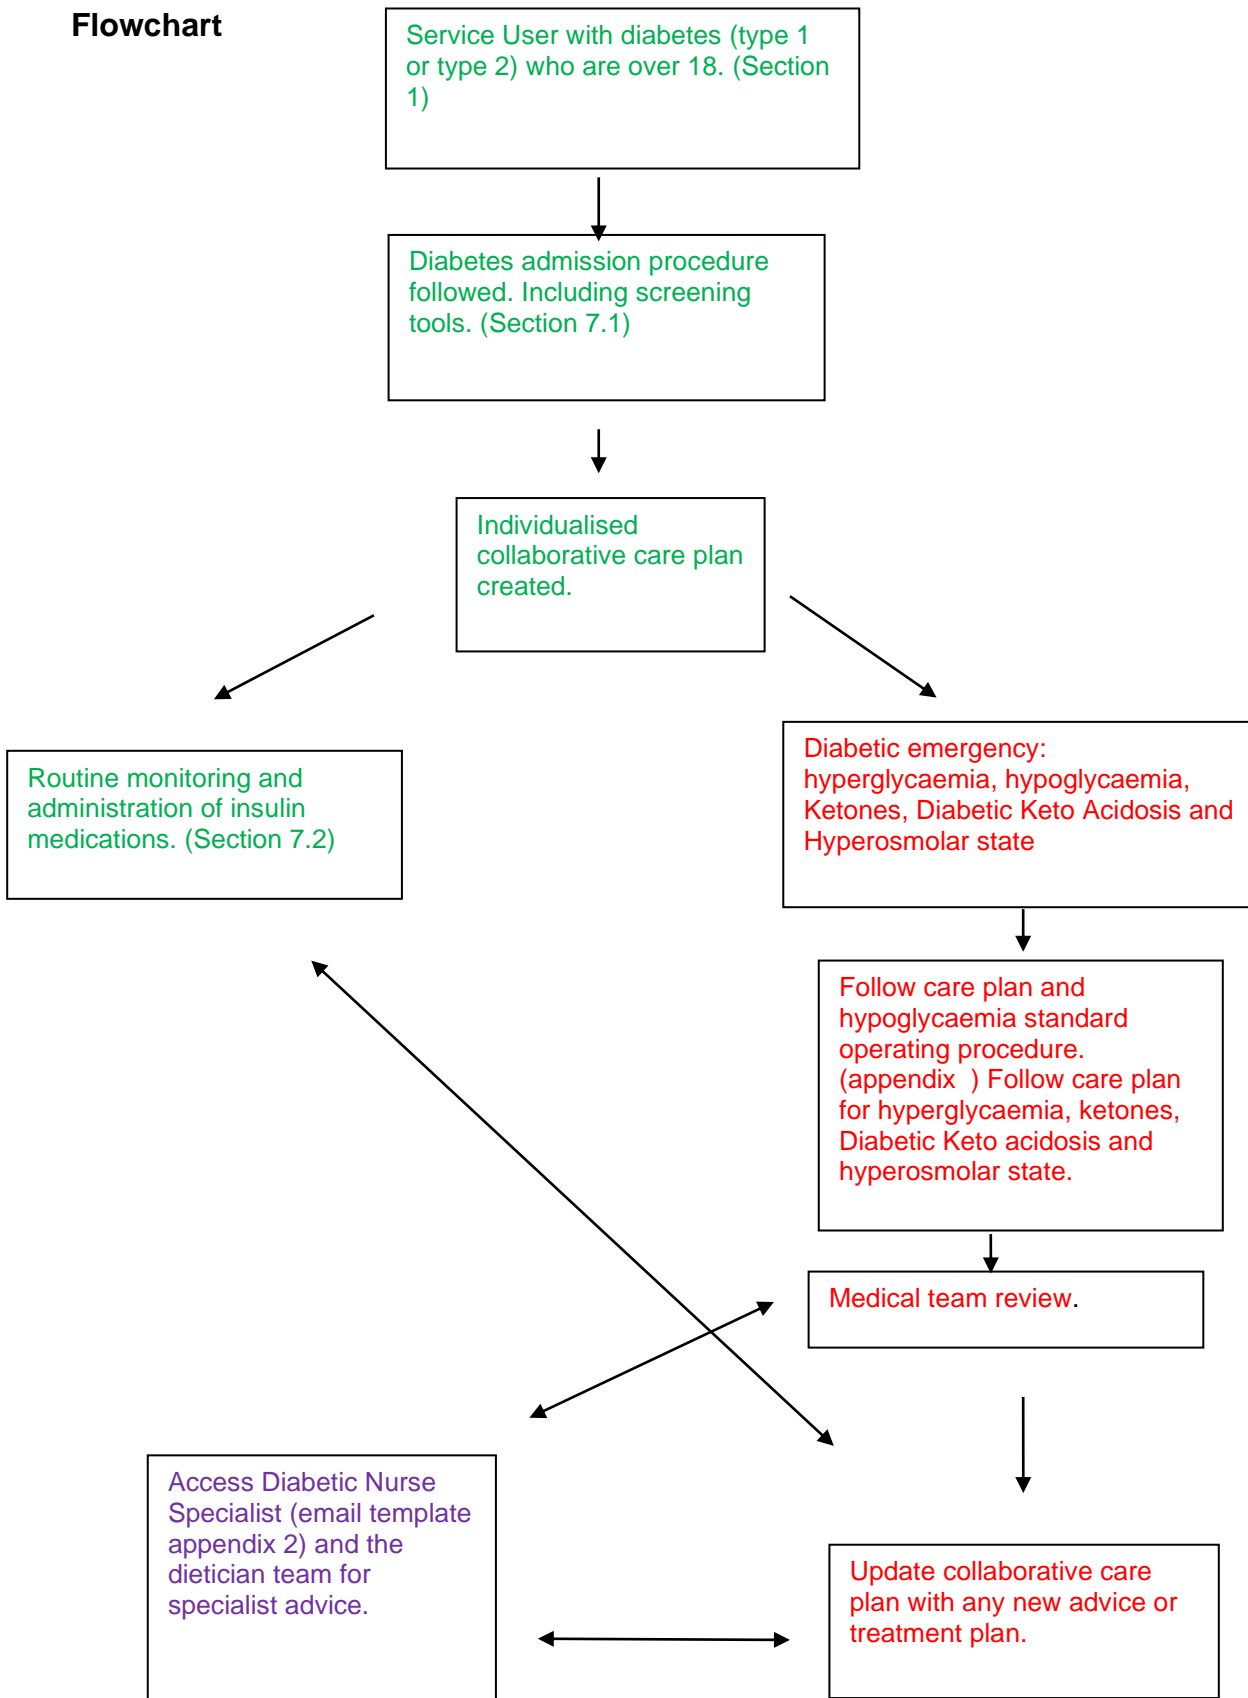 Flowchart
Service User with diabetes (type 1
or type 2) who are over 18. (Section
1)
Diabetes admission procedure
followed. Including screening
tools. (Section 7.1)
Individualised
collaborative care plan
created.
Routine monitoring and
administration of insulin
medications. (Section 7.2)
Diabetic emergency:
hyperglycaemia, hypoglycaemia,
Ketones, Diabetic Keto Acidosis and
Hyperosmolar state
Follow care plan and
hypoglycaemia standard
operating procedure.
(appendix  ) Follow care plan
for hyperglycaemia, ketones,
Diabetic Keto acidosis and
hyperosmolar state.
Medical team review.
Access Diabetic Nurse
Specialist (email template
appendix 2) and the
dietician team for
specialist advice.
Update collaborative care
plan with any new advice or
treatment plan.